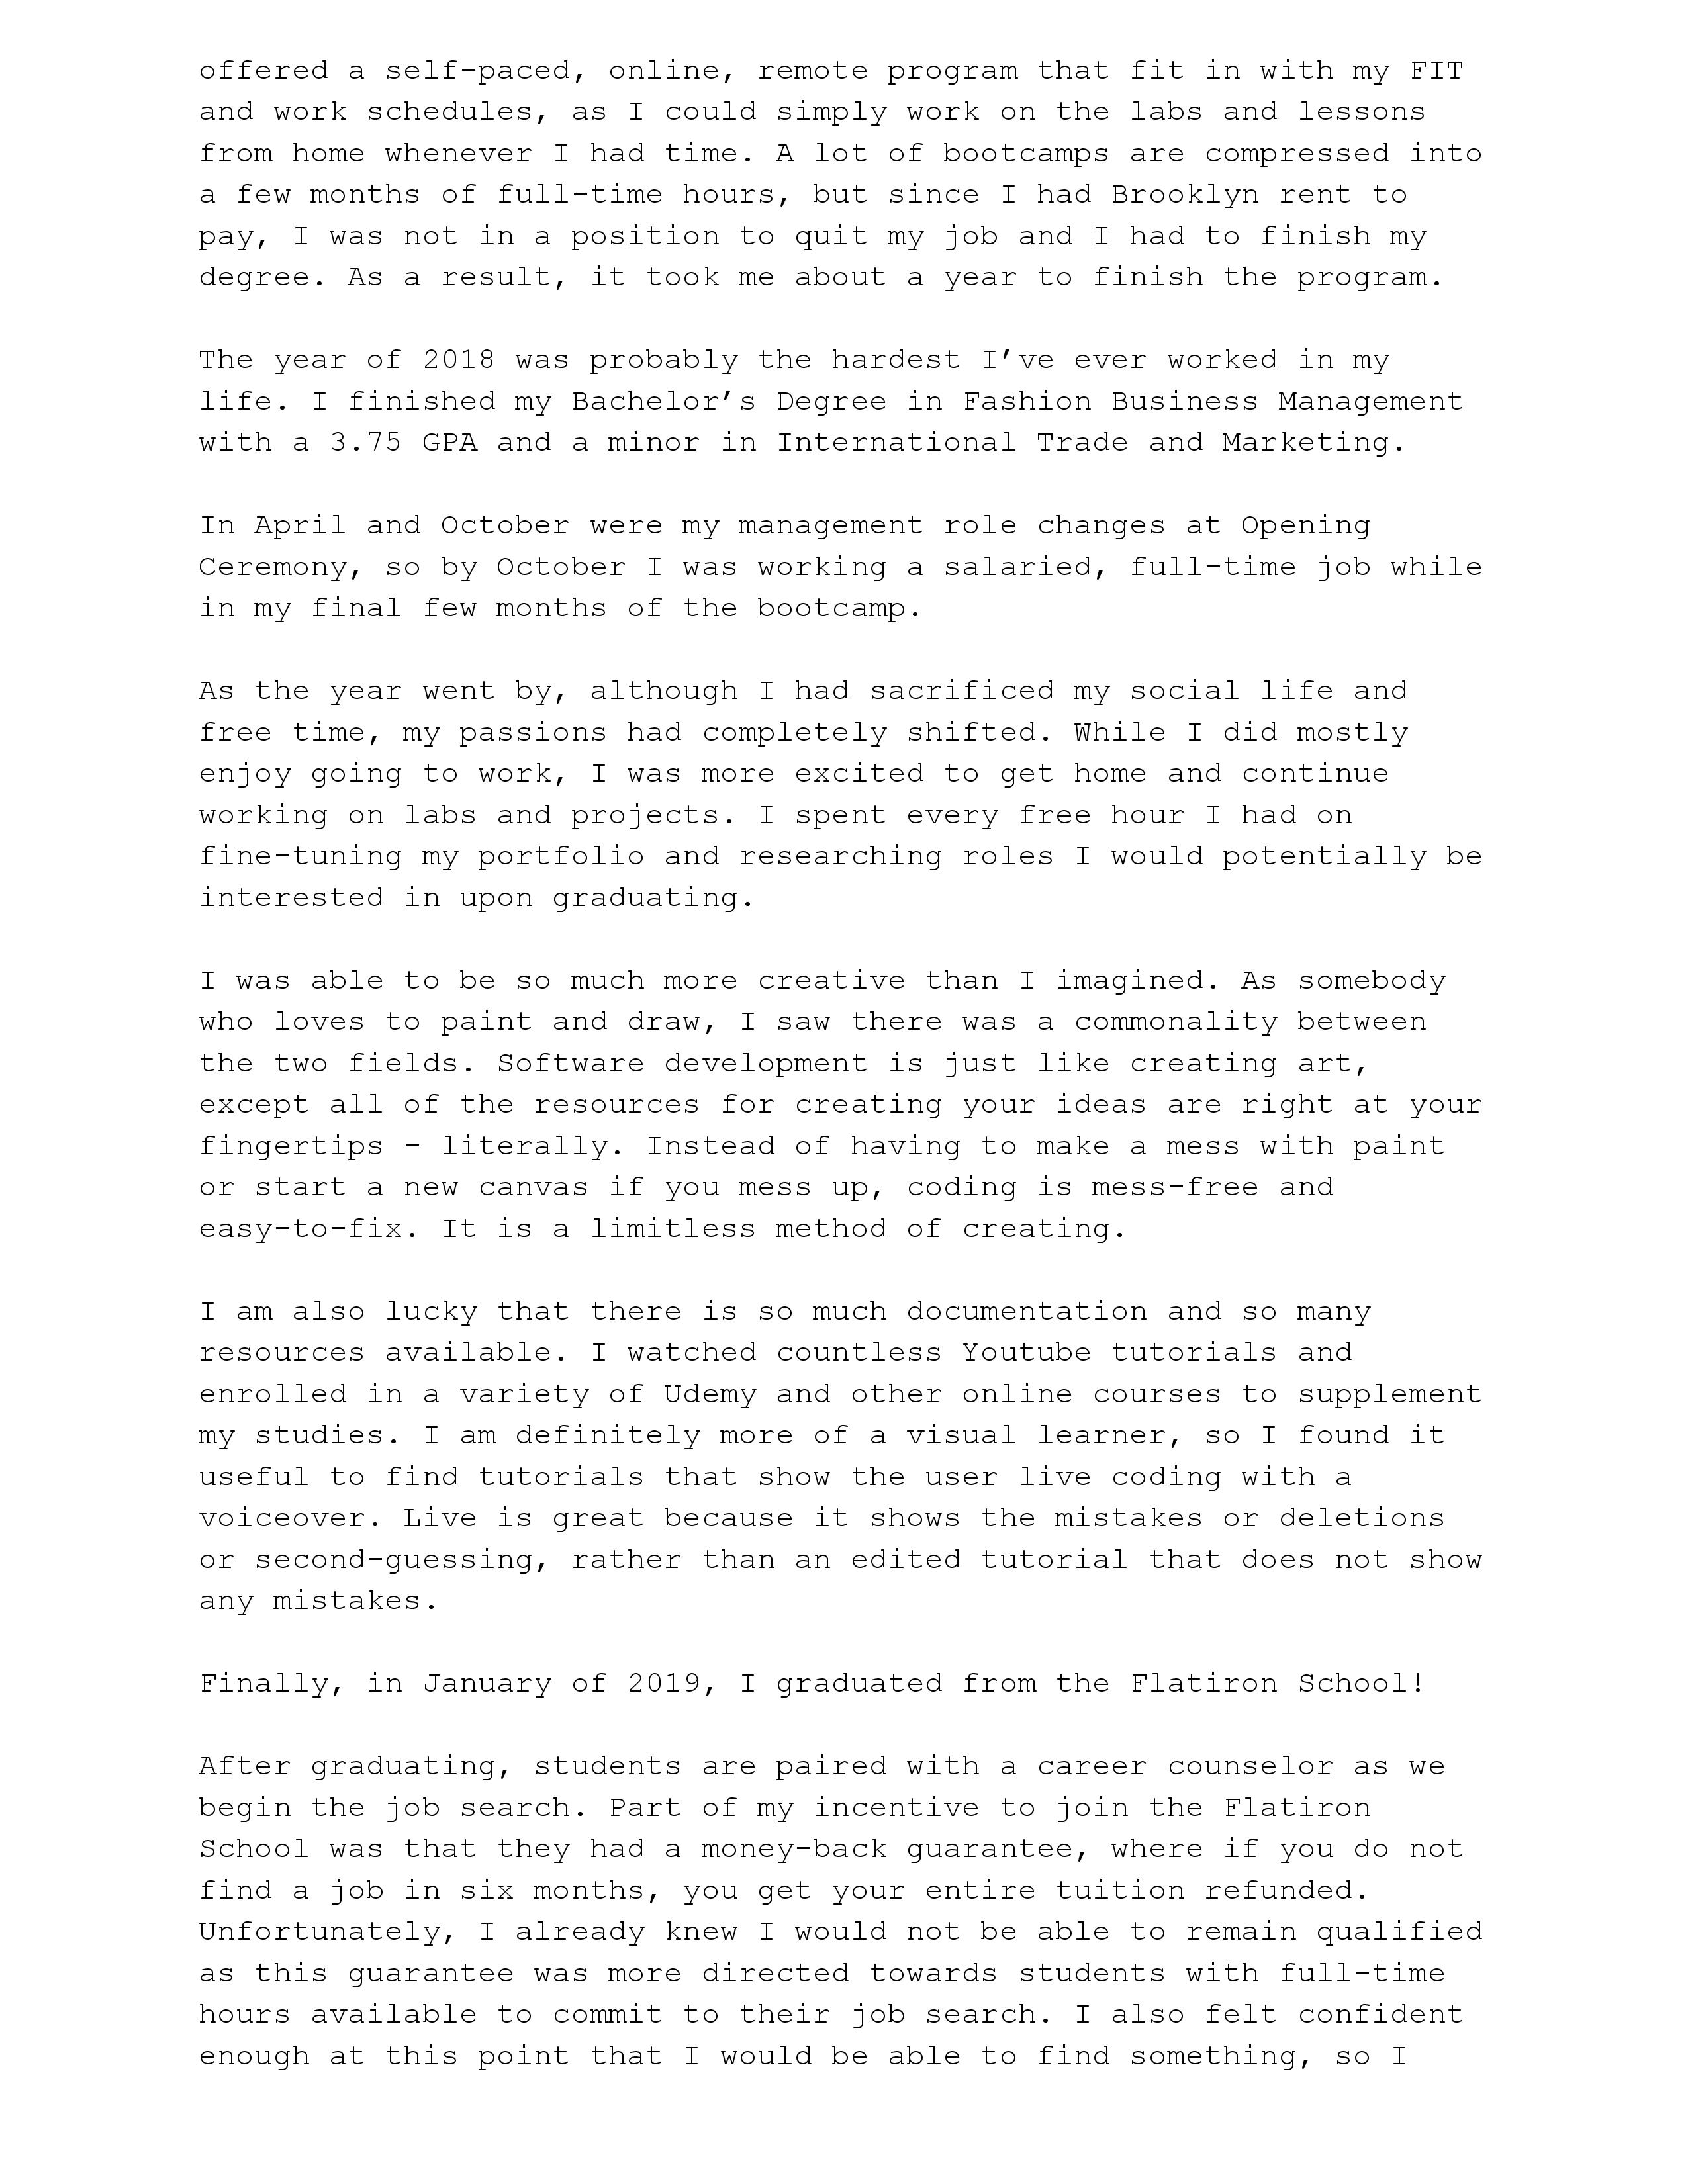 offered a self-paced, online, remote program that fit in with my FIT
and work schedules, as I could simply work on the labs and lessons
from home whenever I had time. A lot of bootcamps are compressed into
a few months of full-time hours, but since I had Brooklyn rent to
pay, I was not in a position to quit my job and I had to finish my
degree. As a result, it took me about a year to finish the program.

The year of 2018 was probably the hardest I’ve ever worked in my
life. I finished my Bachelor’s Degree in Fashion Business Management
with a 3.75 GPA and a minor in International Trade and Marketing.

In April and October were my management role changes at Opening
Ceremony, so by October I was working a salaried, full-time job while
in my final few months of the bootcamp.

As the year went by, although I had sacrificed my social life and
free time, my passions had completely shifted. While I did mostly
enjoy going to work, I was more excited to get home and continue
working on labs and projects. I spent every free hour I had on
fine-tuning my portfolio and researching roles I would potentially be
interested in upon graduating.

I was able to be so much more creative than I imagined. As somebody
who loves to paint and draw, I saw there was a commonality between
the two fields. Software development is just like creating art,
except all of the resources for creating your ideas are right at your
fingertips - literally. Instead of having to make a mess with paint
or start a new canvas if you mess up, coding is mess-free and
easy-to-fix. It is a limitless method of creating.

I am also lucky that there is so much documentation and so many
resources available. I watched countless Youtube tutorials and
enrolled in a variety of Udemy and other online courses to supplement
my studies. I am definitely more of a visual learner, so I found it
useful to find tutorials that show the user live coding with a
voiceover. Live is great because it shows the mistakes or deletions
or second-guessing, rather than an edited tutorial that does not show
any mistakes.

Finally, in January of 2019, I graduated from the Flatiron School!

After graduating, students are paired with a career counselor as we
begin the job search. Part of my incentive to join the Flatiron
School was that they had a money-back guarantee, where if you do not
find a job in six months, you get your entire tuition refunded.
Unfortunately, I already knew I would not be able to remain qualified
as this guarantee was more directed towards students with full-time
hours available to commit to their job search. I also felt confident
enough at this point that I would be able to find something, so I